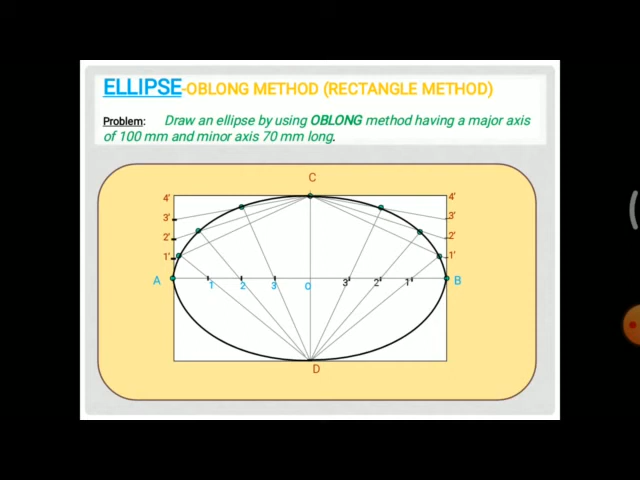 ELLIPSE-OBLONG METHOD (RECTANGLE METHOD)
Problem: Draw an ellipse by using OBLONG method having a major axis
of 100 mm and minor axis 70 mm long.
C
4' 4'
3' 3'
2' 2'
1' 1'
A B
1 2 3 0 3' 2' 1'
D